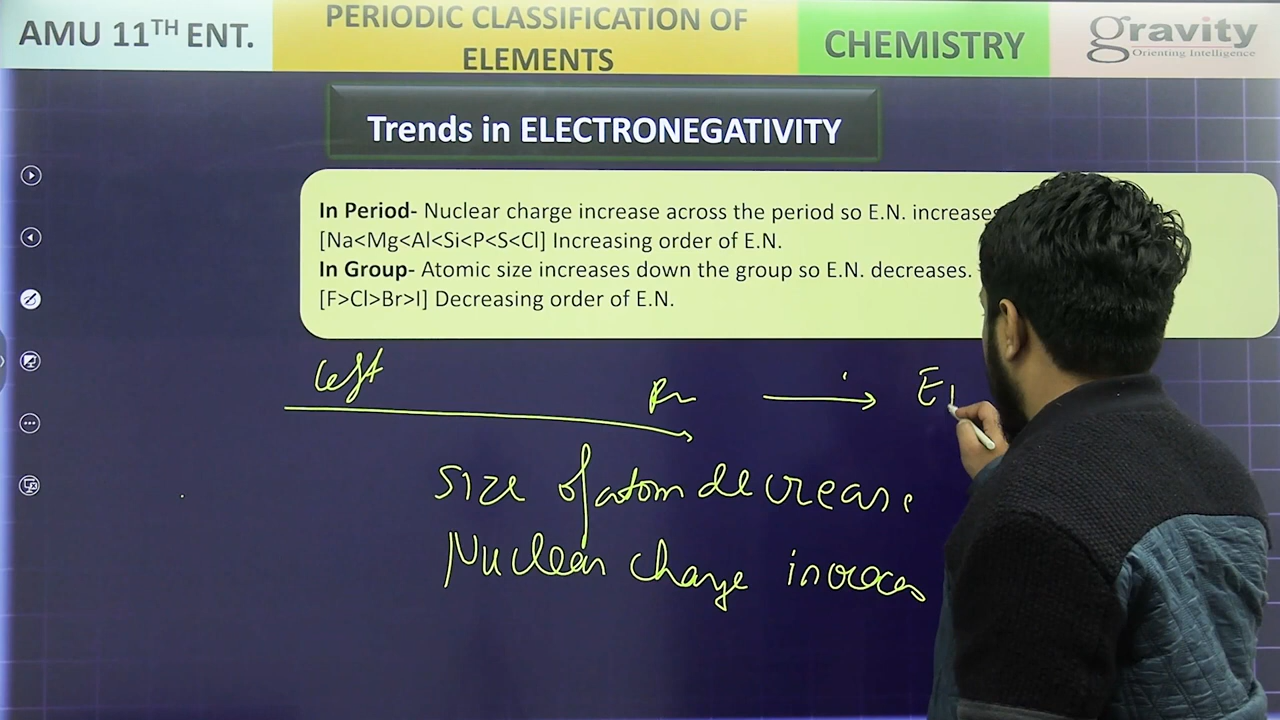 AMU 11TH ENT.
PERIODIC CLASSIFICATION OF
ELEMENTS
CHEMISTRY
gravity
Orienting Intelligence
Trends in ELECTRONEGATIVITY
In Period- Nuclear charge increase across the period so E.N. increases
[Na<Mg<Al<Si<P<S<Cl] Increasing order of E.N.
In Group- Atomic size increases down the group so E.N. decreases.
[F>Cl>Br>I] Decreasing order of E.N.
left
size of atom decrease
Nuclear charge